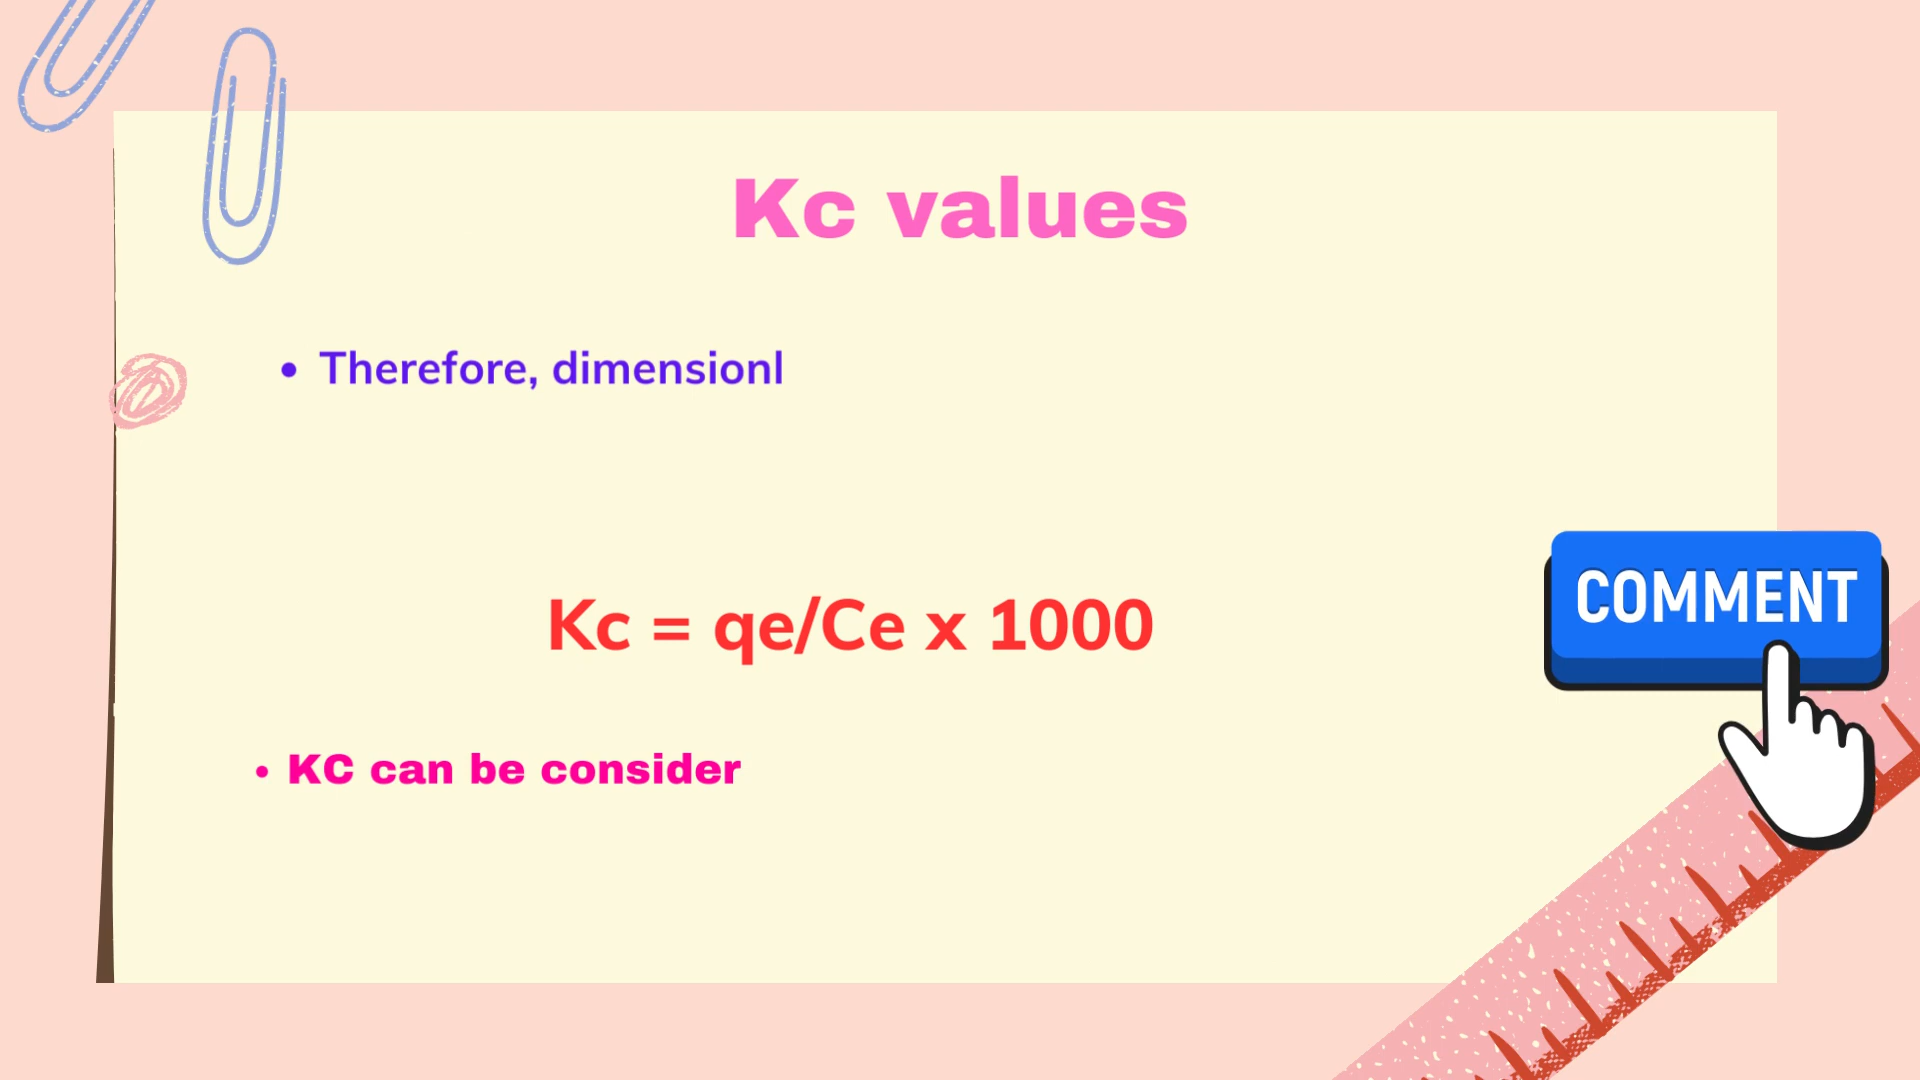 Kc values
• Therefore, dimensionl
Kc = qe/Ce x 1000
COMMENT
• KC can be consider